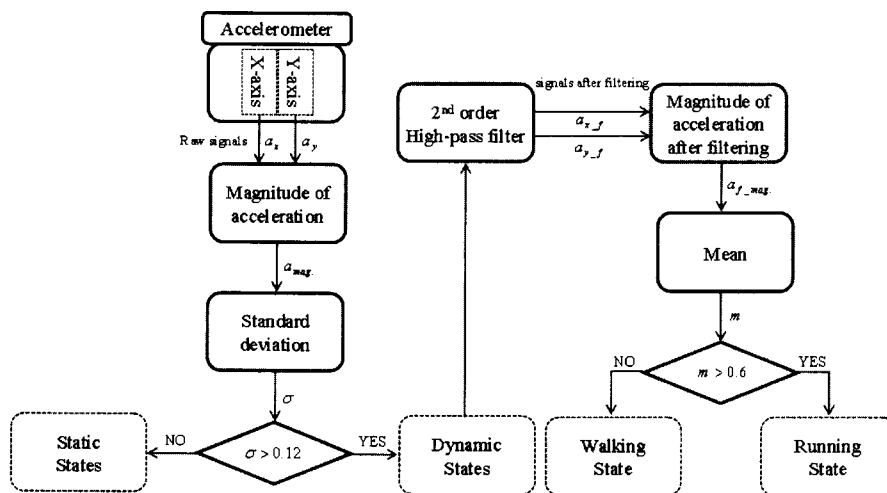 Accelerometer
X-axis
Y-axis
Raw signals
a_x
a_y
Magnitude of
acceleration
a_mag.
Standard
deviation
σ
σ > 0.12
NO
YES
Static
States
Dynamic
States
2nd order
High-pass filter
signals after filtering
a_x_f
a_y_f
Magnitude of
acceleration
after filtering
a_f_mag.
Mean
m
m > 0.6
NO
YES
Walking
State
Running
State